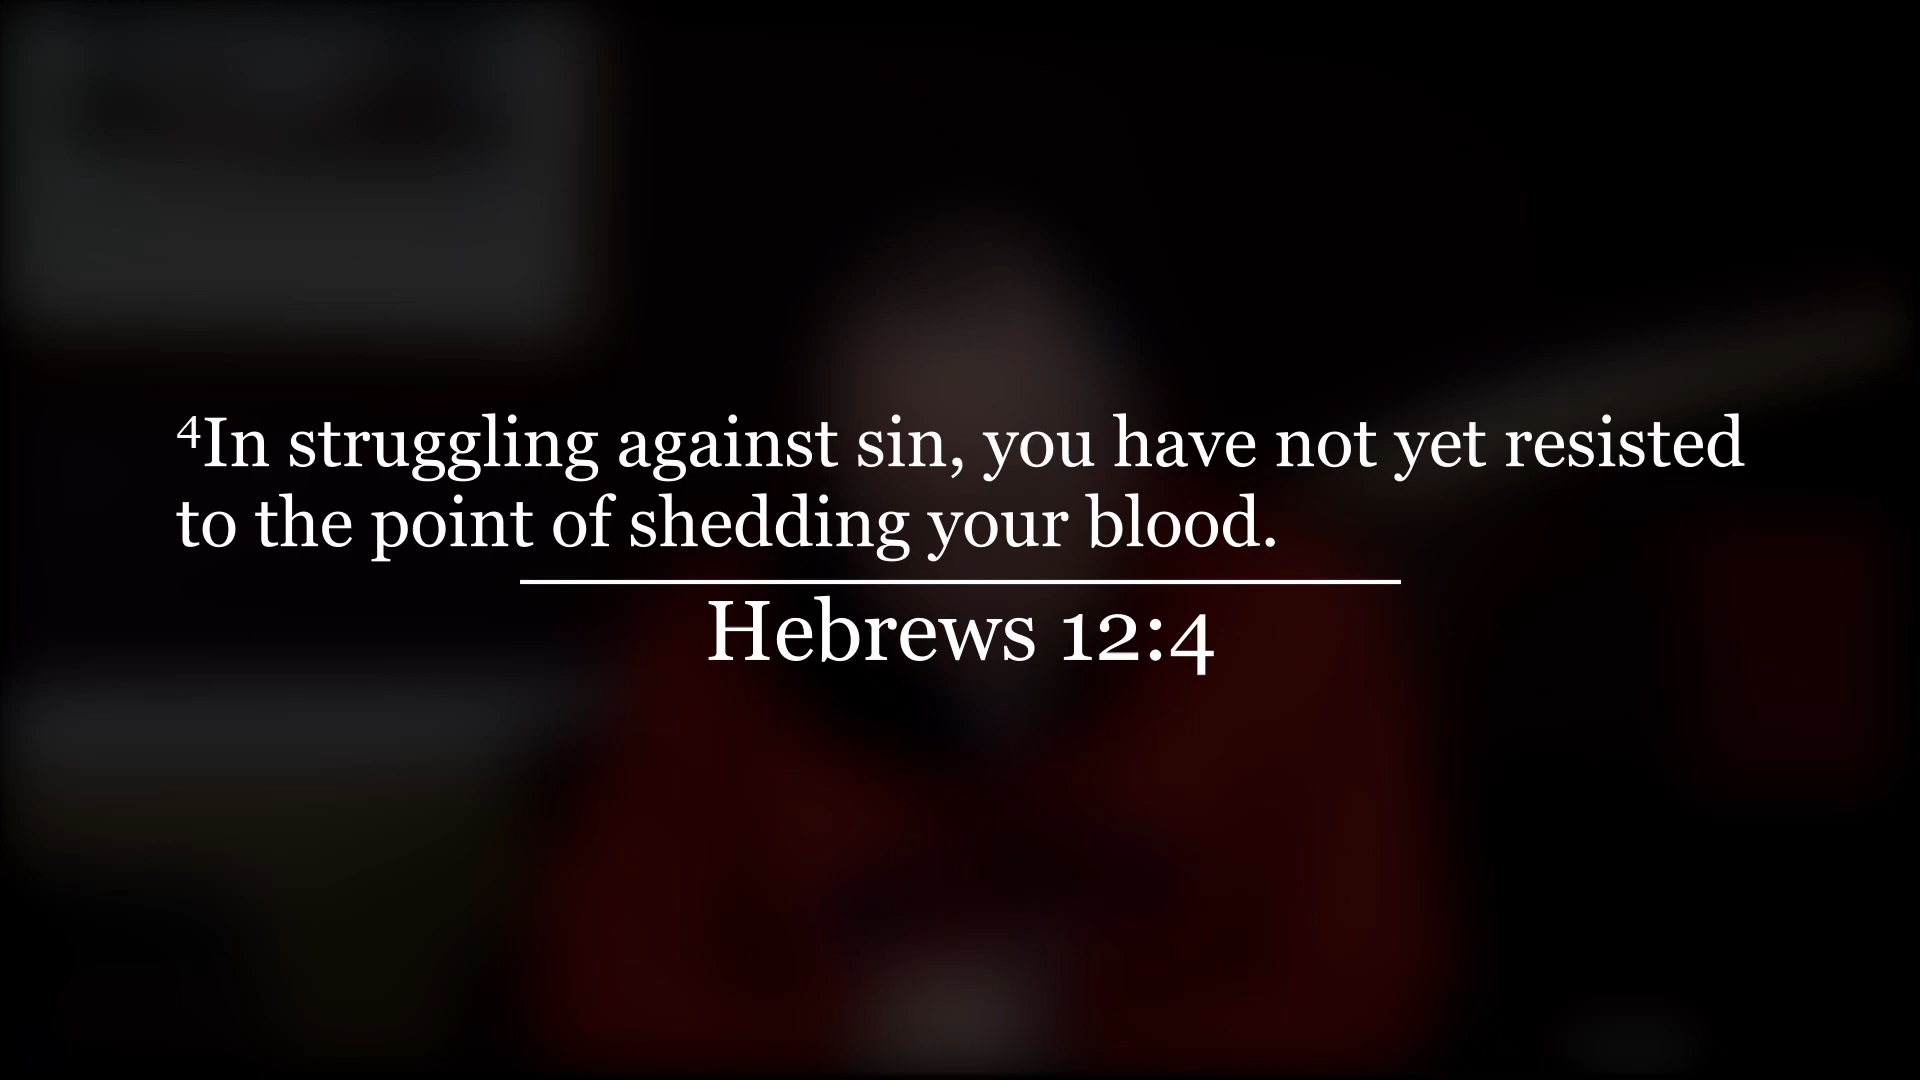 ⁴In struggling against sin, you have not yet resisted
to the point of shedding your blood.
Hebrews 12:4